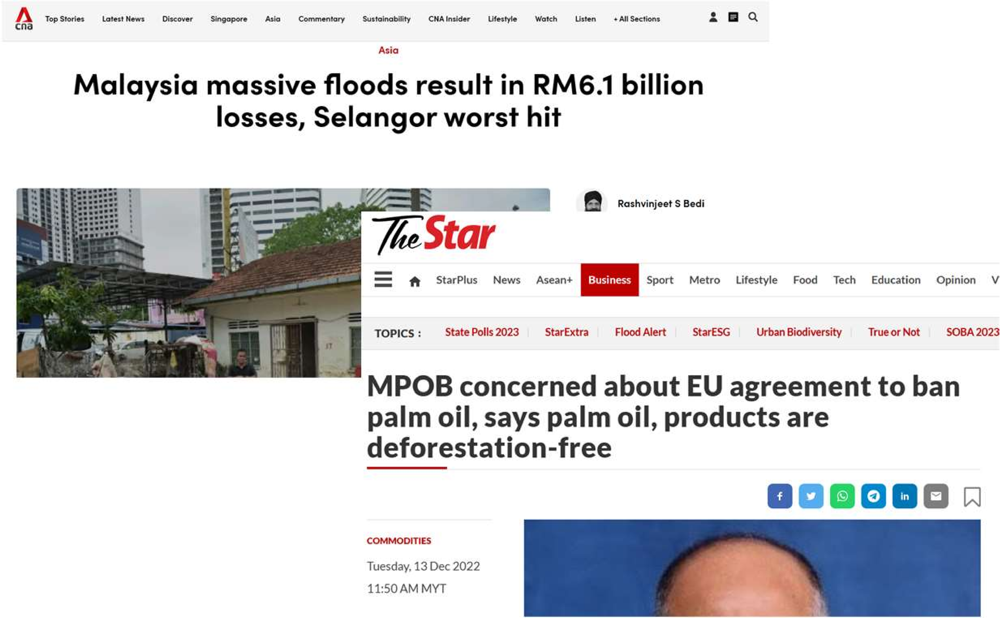 cna
Top Stories Latest News Discover Singapore Asia Commentary Sustainability CNA Insider Lifestyle Watch Listen + All Sections
Asia
Malaysia massive floods result in RM6.1 billion
losses, Selangor worst hit
Rashvinjeet S Bedi
The Star
StarPlus News Asean+ Business Sport Metro Lifestyle Food Tech Education Opinion V
TOPICS : State Polls 2023 StarExtra Flood Alert StarESG Urban Biodiversity True or Not SOBA 2023
MPOB concerned about EU agreement to ban
palm oil, says palm oil, products are
deforestation-free
f in
COMMODITIES
Tuesday, 13 Dec 2022
11:50 AM MYT